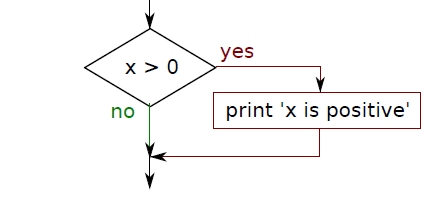 yes
x > 0
print 'x is positive'
no